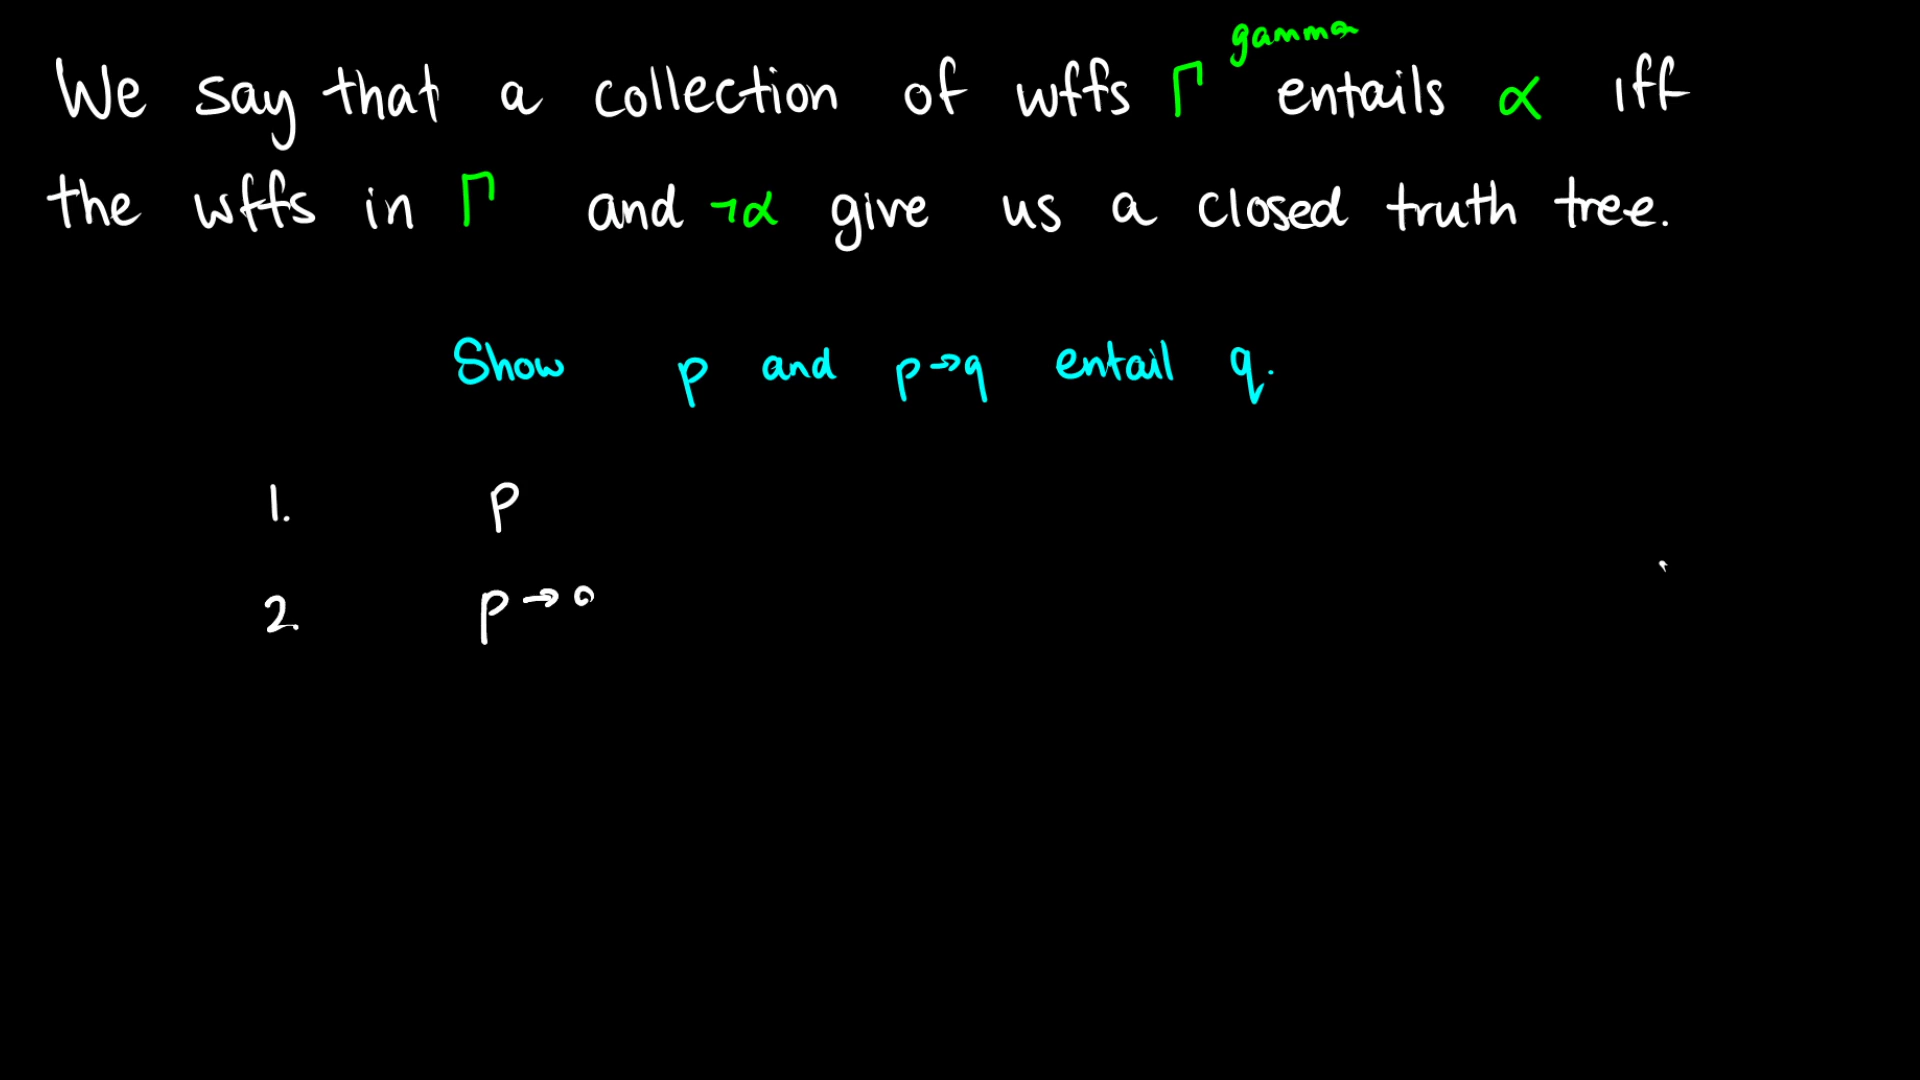 gamma
We say that a collection of wffs Γ entails α iff
the wffs in Γ and ¬α give us a closed truth tree.
Show p and p→q entail q.
1. p
2. p→